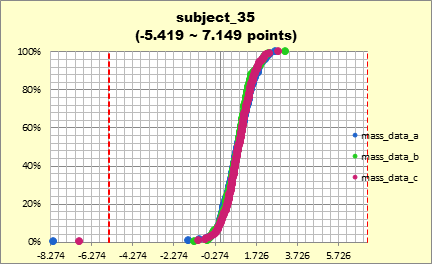 subject_35
(-5.419 ~ 7.149 points)
100%
80%
60%
40%
20%
0%
-8.274 -6.274 -4.274 -2.274 -0.274 1.726 3.726 5.726
mass_data_a
mass_data_b
mass_data_c